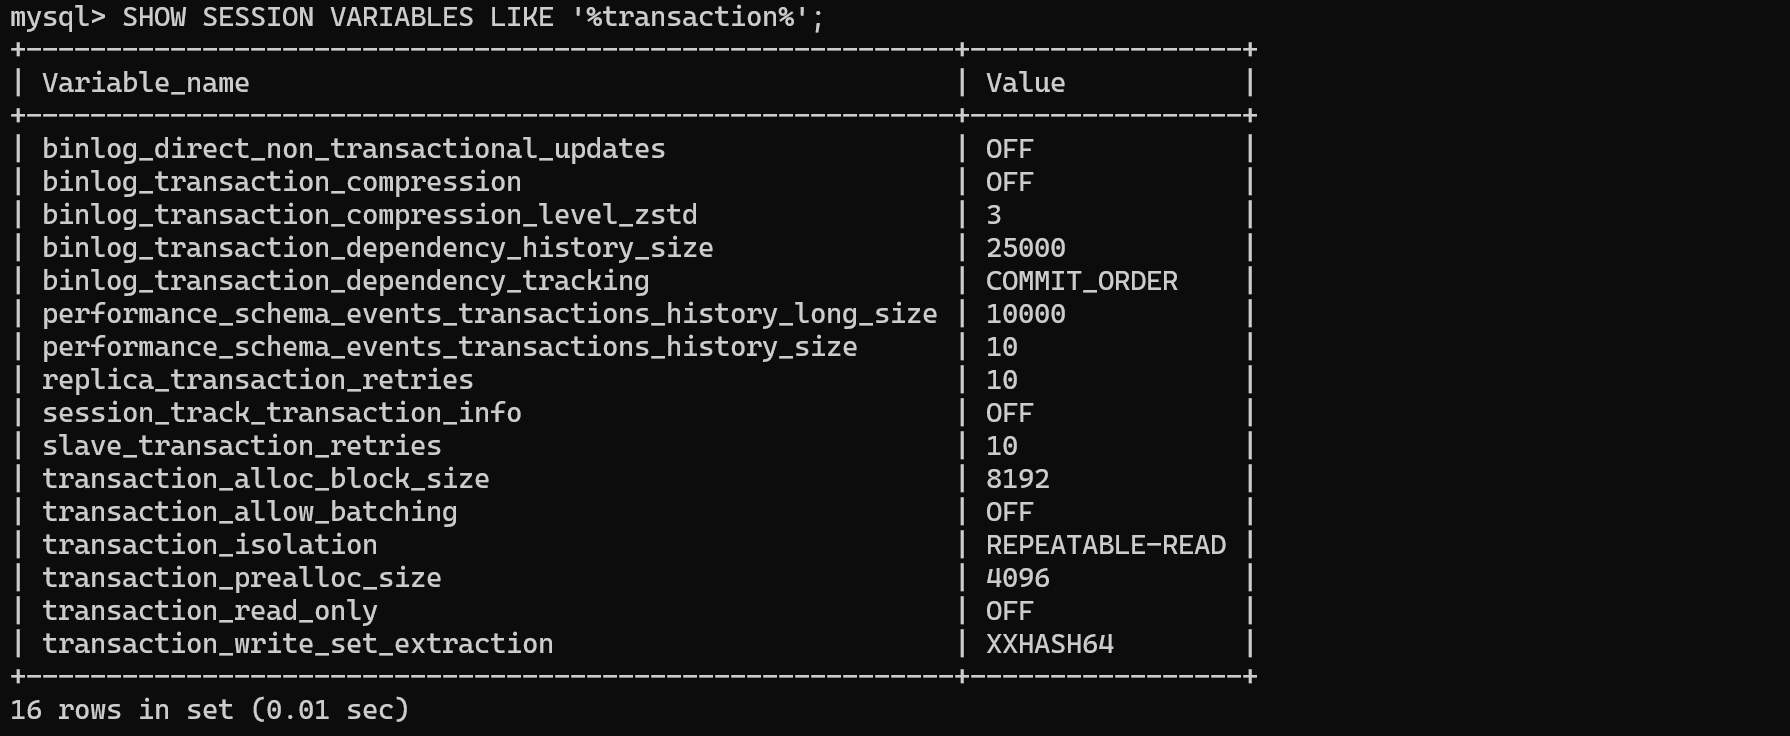 mysql> SHOW SESSION VARIABLES LIKE '%transaction%';
+----------------------------------------------------------+-----------------+
| Variable_name                                            | Value           |
+----------------------------------------------------------+-----------------+
| binlog_direct_non_transactional_updates                  | OFF             |
| binlog_transaction_compression                           | OFF             |
| binlog_transaction_compression_level_zstd                | 3               |
| binlog_transaction_dependency_history_size               | 25000           |
| binlog_transaction_dependency_tracking                   | COMMIT_ORDER    |
| performance_schema_events_transactions_history_long_size | 10000           |
| performance_schema_events_transactions_history_size      | 10              |
| replica_transaction_retries                              | 10              |
| session_track_transaction_info                           | OFF             |
| slave_transaction_retries                                | 10              |
| transaction_alloc_block_size                             | 8192            |
| transaction_allow_batching                               | OFF             |
| transaction_isolation                                    | REPEATABLE-READ |
| transaction_prealloc_size                                | 4096            |
| transaction_read_only                                    | OFF             |
| transaction_write_set_extraction                         | XXHASH64        |
+----------------------------------------------------------+-----------------+
16 rows in set (0.01 sec)